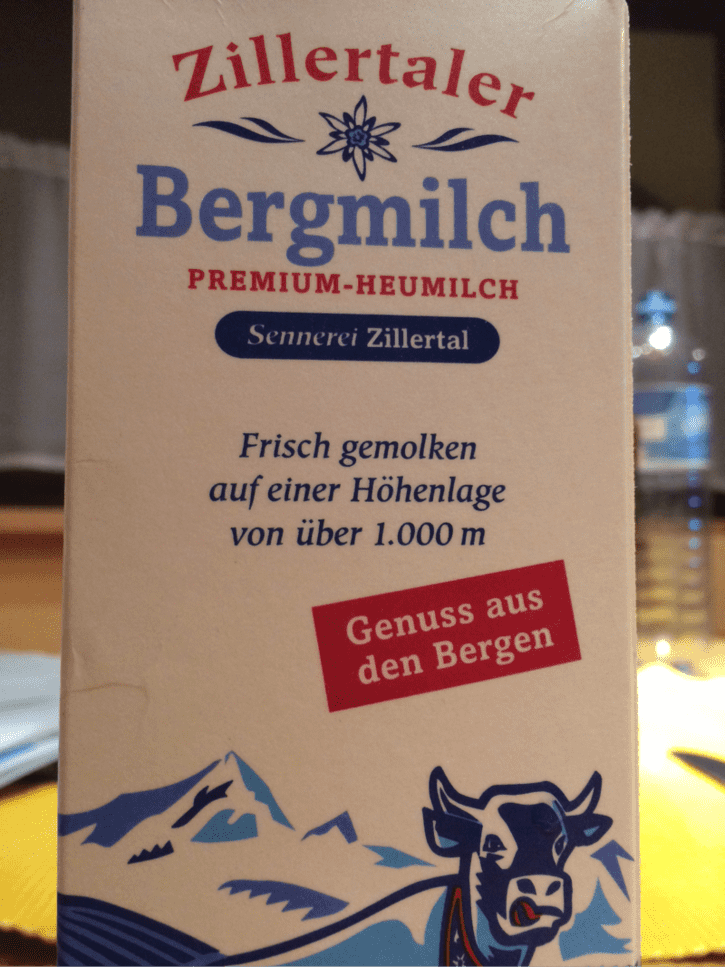 Zillertaler
Bergmilch
PREMIUM-HEUMILCH
Sennerei Zillertal
Frisch gemolken
auf einer Höhenlage
von über 1.000 m
Genuss aus
den Bergen